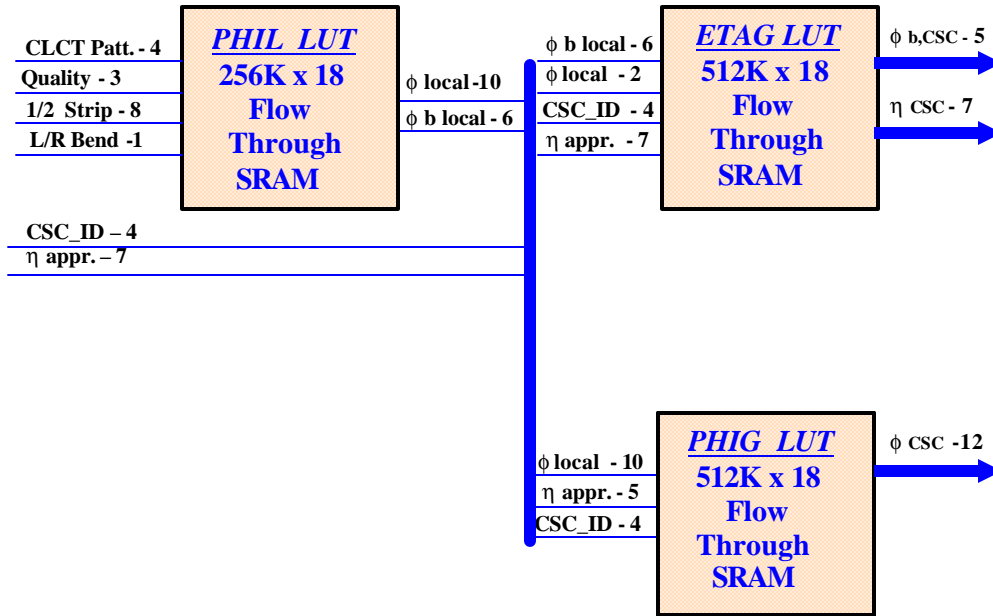 CLCT Patt. - 4
Quality - 3
1/2 Strip - 8
L/R Bend -1
PHIL LUT
256K x 18
Flow
Through
SRAM
ϕ local -10
ϕ b local - 6
CSC_ID – 4
η appr. – 7
ϕ b local - 6
ϕ local - 2
CSC_ID - 4
η appr. - 7
ETAG LUT
512K x 18
Flow
Through
SRAM
ϕ b,CSC - 5
η CSC - 7
ϕ local - 10
η appr. - 5
CSC_ID - 4
PHIG LUT
512K x 18
Flow
Through
SRAM
ϕ CSC -12